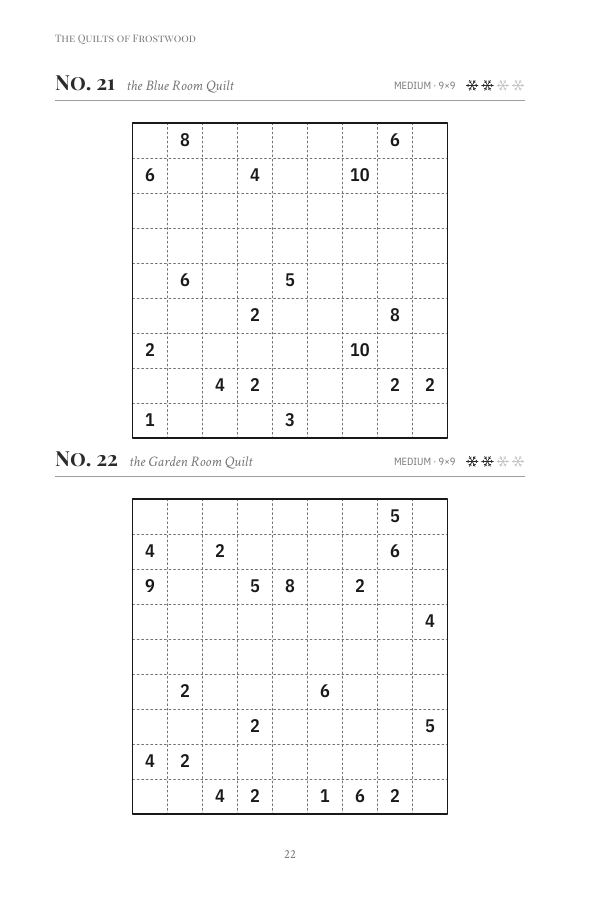 The Quilts of Frostwood
No. 21 the Blue Room Quilt MEDIUM · 9×9
8 6
6 4 10
6 5
2 8
2 10
4 2 2 2
1 3
No. 22 the Garden Room Quilt MEDIUM · 9×9
5
4 2 6
9 5 8 2
4
2 6
2 5
4 2
4 2 1 6 2
22